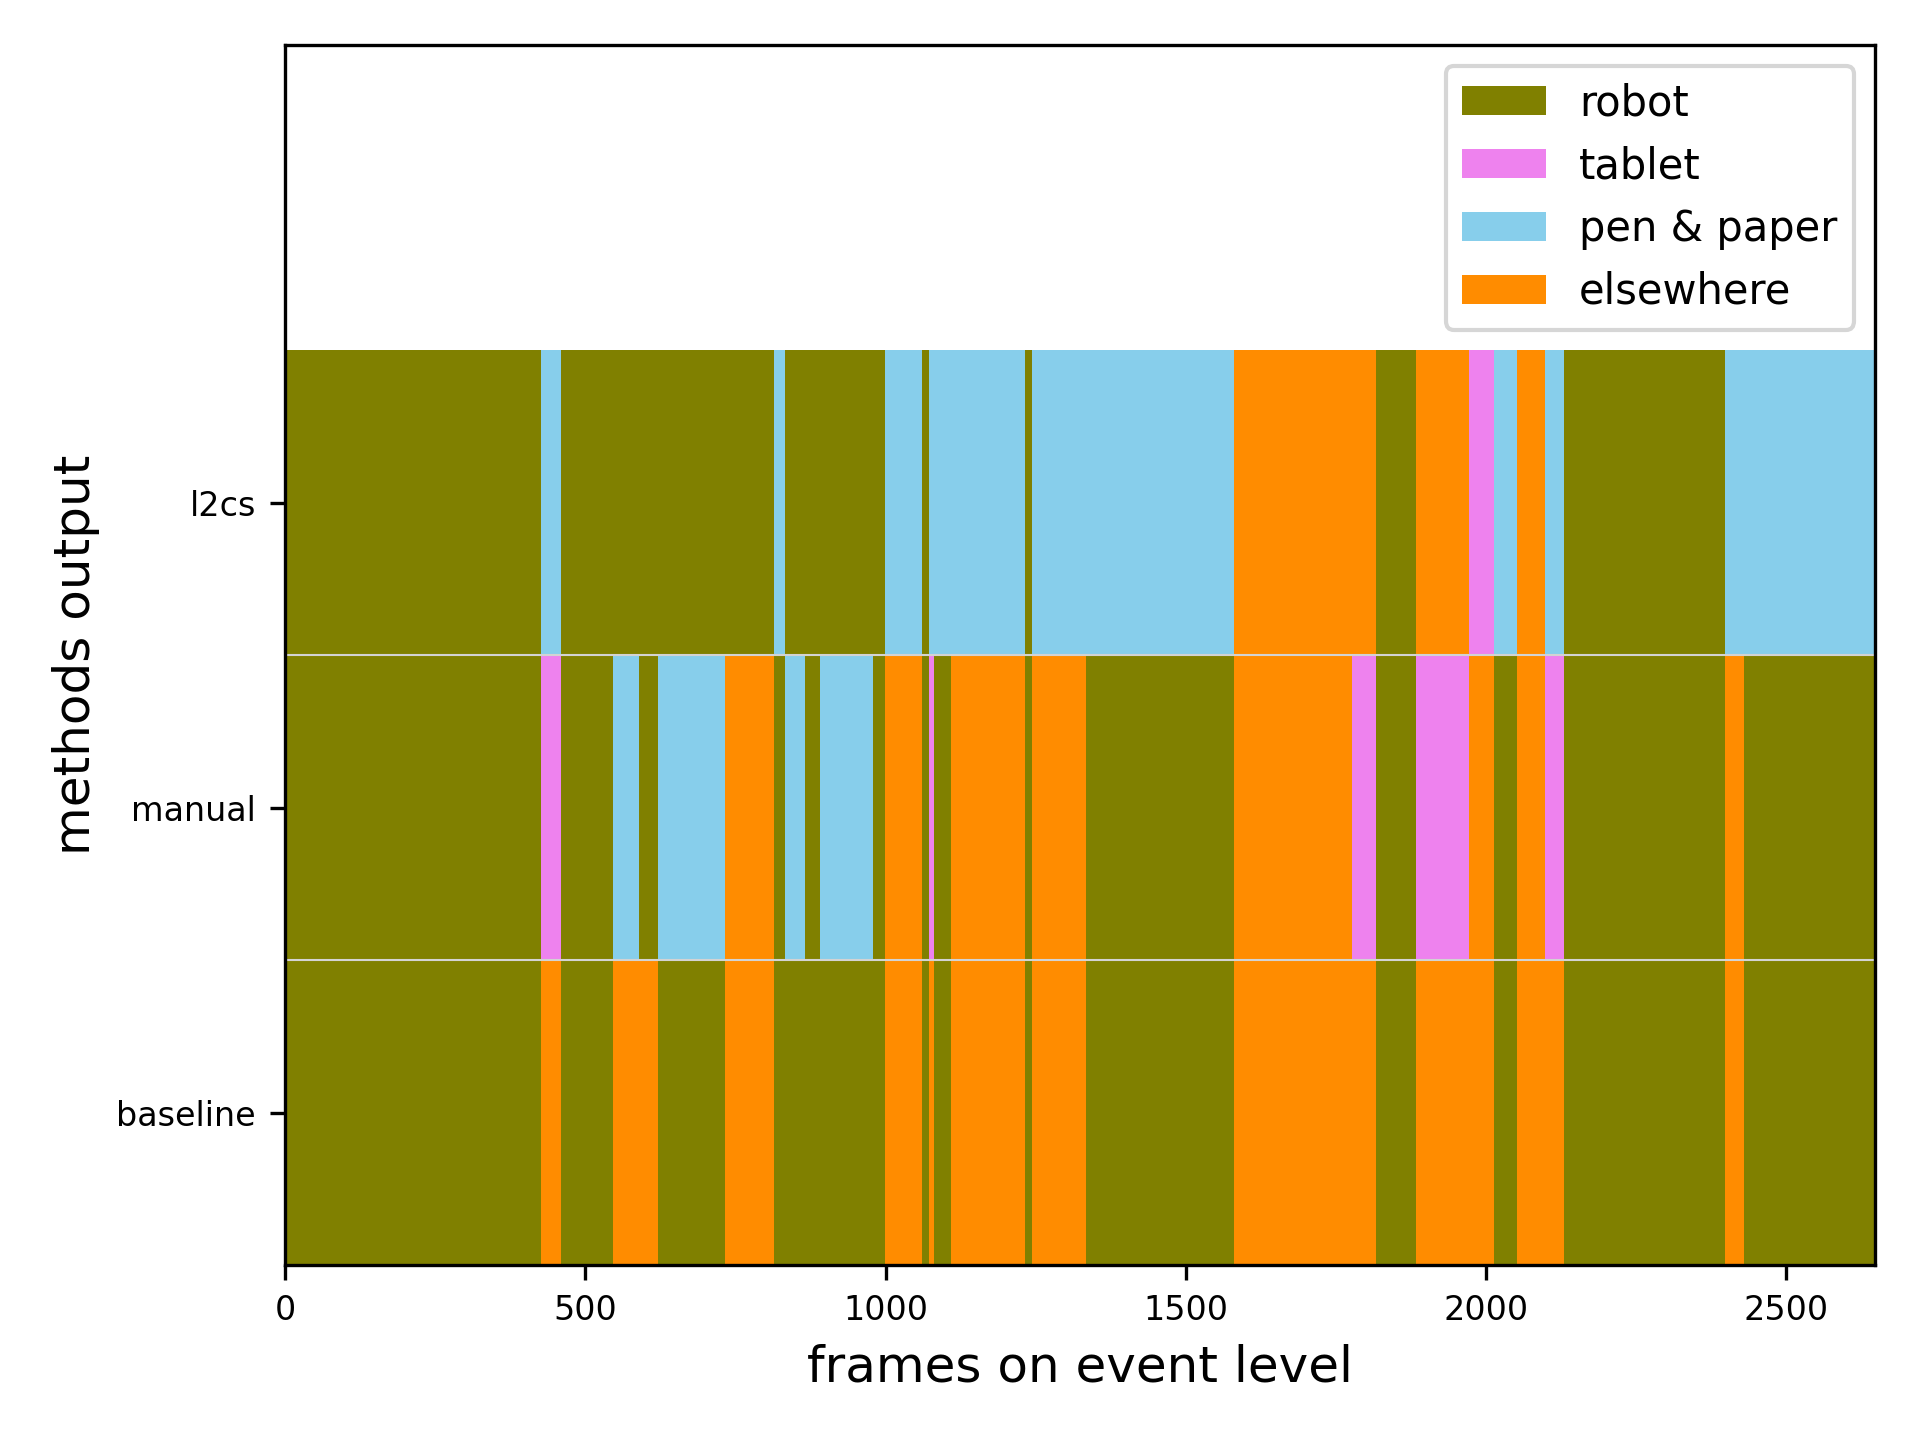 robot
tablet
pen & paper
elsewhere
methods output
l2cs
manual
baseline
0 500 1000 1500 2000 2500
frames on event level